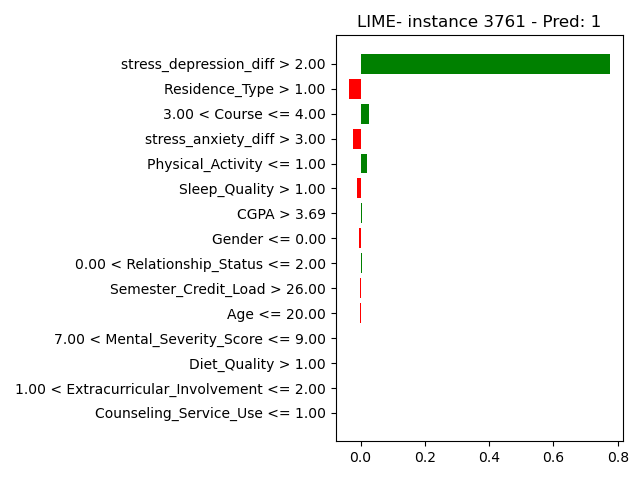 LIME- instance 3761 - Pred: 1
stress_depression_diff > 2.00
Residence_Type > 1.00
3.00 < Course <= 4.00
stress_anxiety_diff > 3.00
Physical_Activity <= 1.00
Sleep_Quality > 1.00
CGPA > 3.69
Gender <= 0.00
0.00 < Relationship_Status <= 2.00
Semester_Credit_Load > 26.00
Age <= 20.00
7.00 < Mental_Severity_Score <= 9.00
Diet_Quality > 1.00
1.00 < Extracurricular_Involvement <= 2.00
Counseling_Service_Use <= 1.00
0.0 0.2 0.4 0.6 0.8